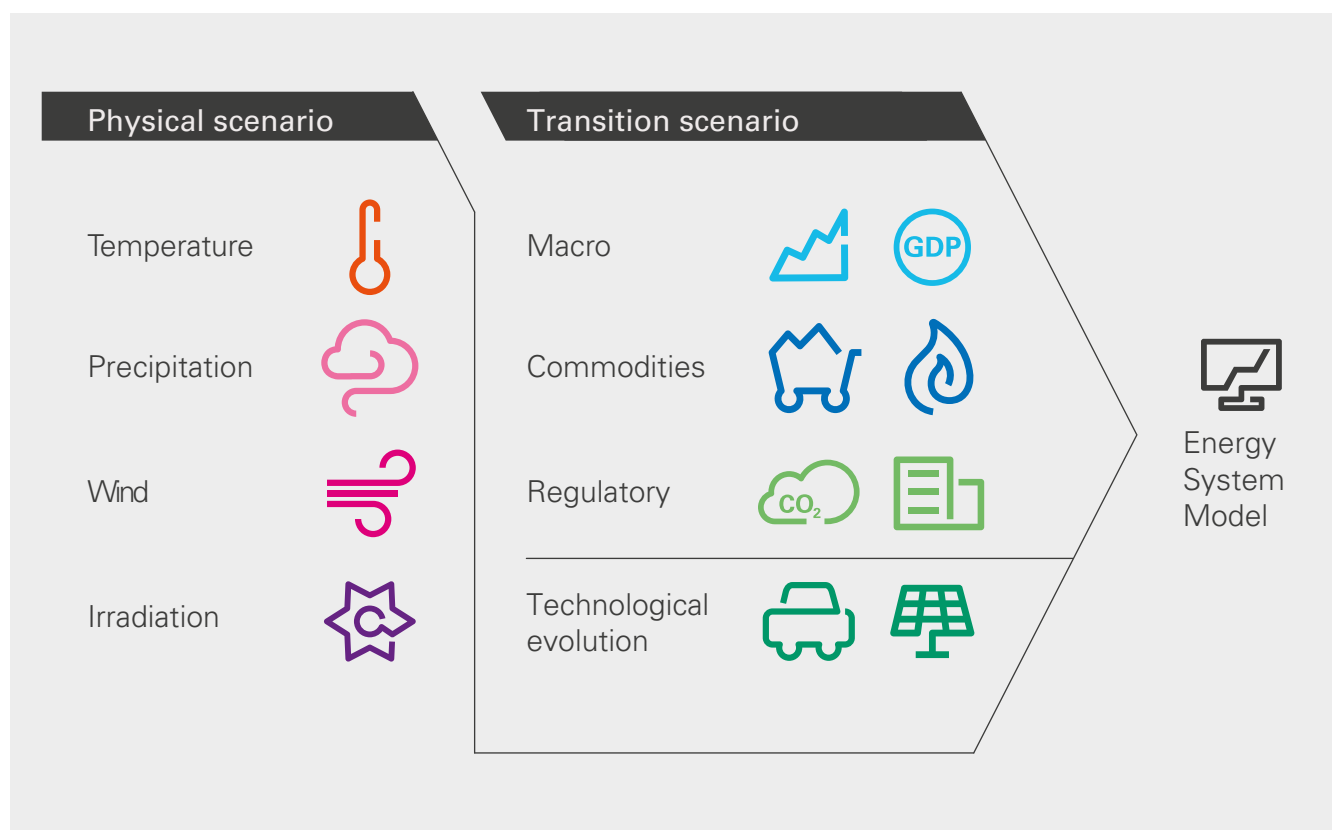 Physical scenario
Temperature
Precipitation
Wind
Irradiation
Transition scenario
Macro
GDP
Commodities
Regulatory
CO₂
Technological
evolution
Energy
System
Model